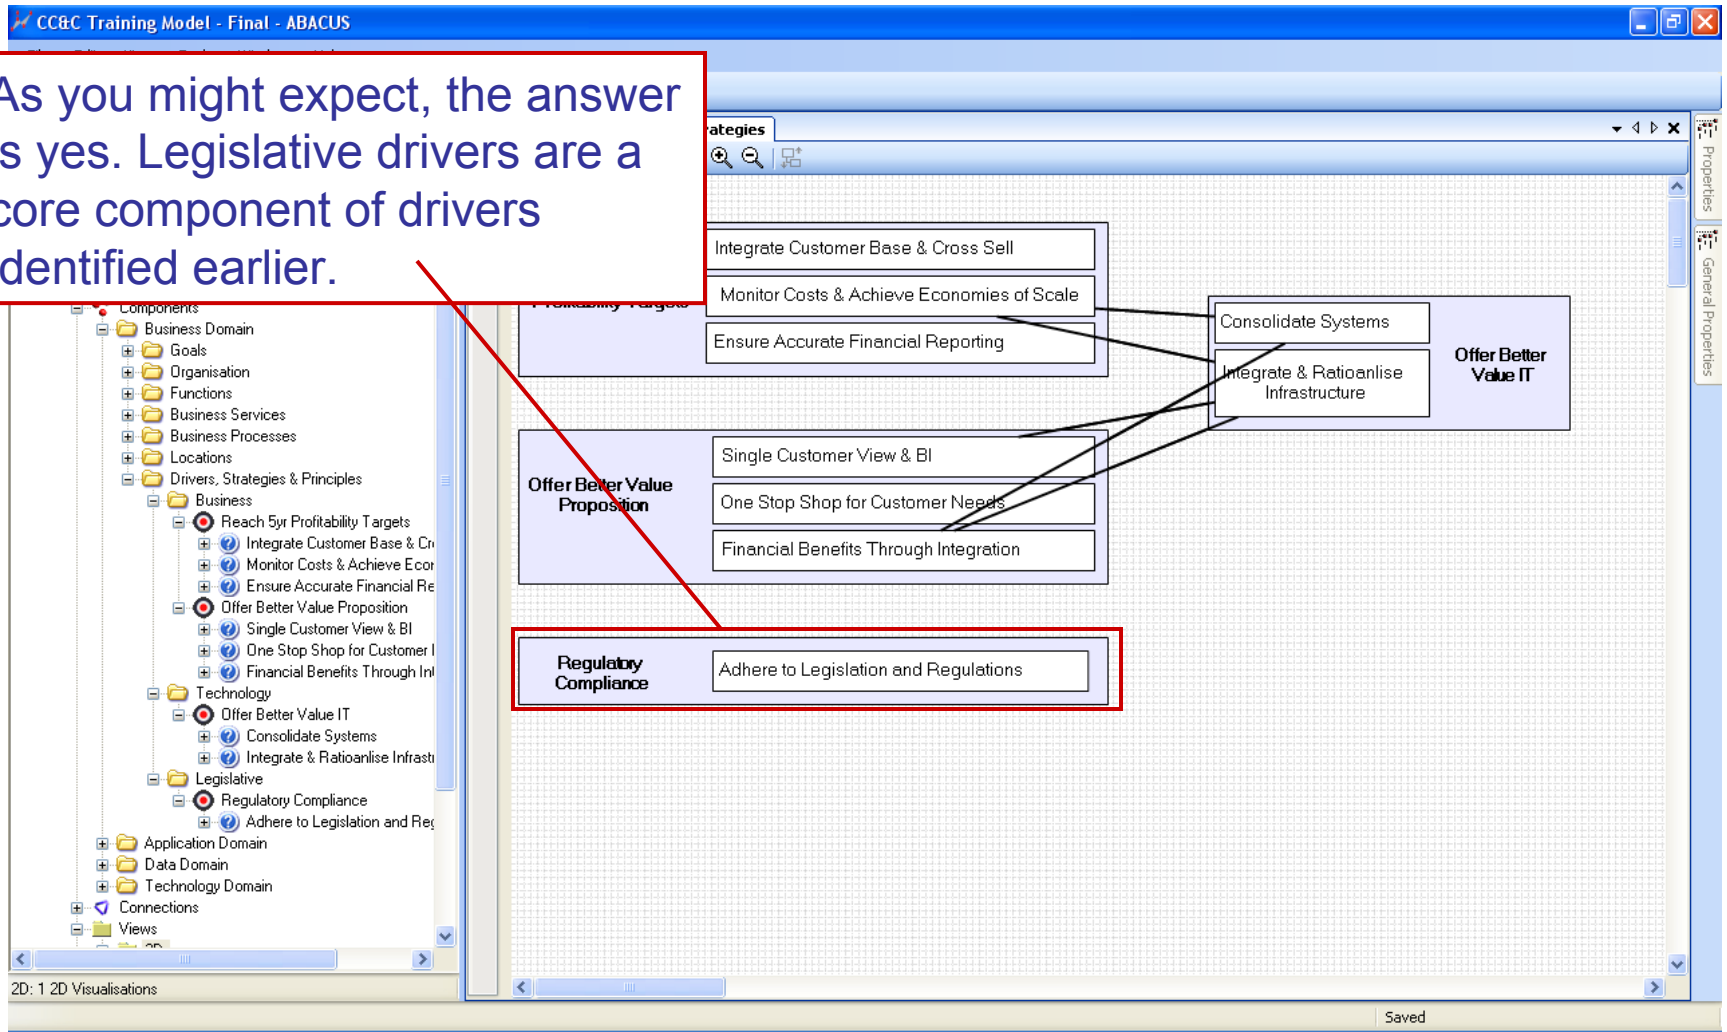 CC&C Training Model - Final - ABACUS
As you might expect, the answer
is yes. Legislative drivers are a
core component of drivers
identified earlier.
Components
Business Domain
Goals
Organisation
Functions
Business Services
Business Processes
Locations
Drivers, Strategies & Principles
Business
Reach 5yr Profitability Targets
Integrate Customer Base & Cr
Monitor Costs & Achieve Ecor
Ensure Accurate Financial Re
Offer Better Value Proposition
Single Customer View & BI
One Stop Shop for Customer
Financial Benefits Through Int
Technology
Offer Better Value IT
Consolidate Systems
Integrate & Ratioanlise Infrastr
Legislative
Regulatory Compliance
Adhere to Legislation and Reg
Application Domain
Data Domain
Technology Domain
Connections
Views
2D
2D: 1 2D Visualisations
rategies
Profitability Targets
Integrate Customer Base & Cross Sell
Monitor Costs & Achieve Economies of Scale
Ensure Accurate Financial Reporting
Offer Better Value
Proposition
Single Customer View & BI
One Stop Shop for Customer Needs
Financial Benefits Through Integration
Regulatory
Compliance
Adhere to Legislation and Regulations
Consolidate Systems
Integrate & Ratioanlise
Infrastructure
Offer Better
Value IT
Properties
General Properties
Saved